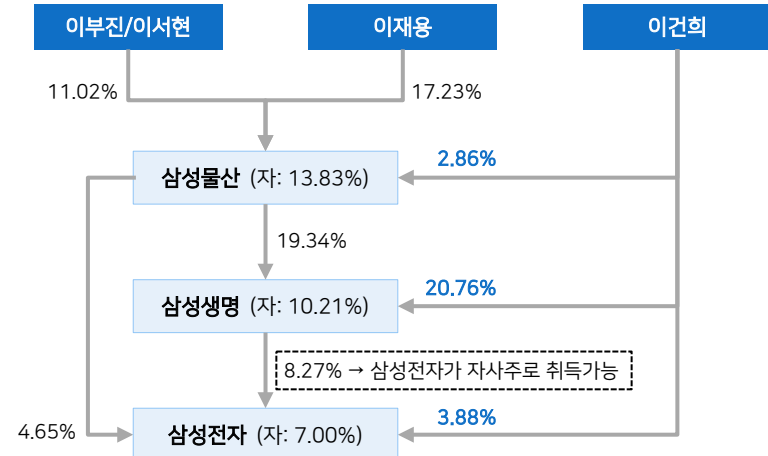 이부진/이서현
이재용
이건희
11.02%
17.23%
2.86%
삼성물산 (자: 13.83%)
19.34%
20.76%
삼성생명 (자: 10.21%)
8.27% → 삼성전자가 자사주로 취득가능
3.88%
4.65%
삼성전자 (자: 7.00%)